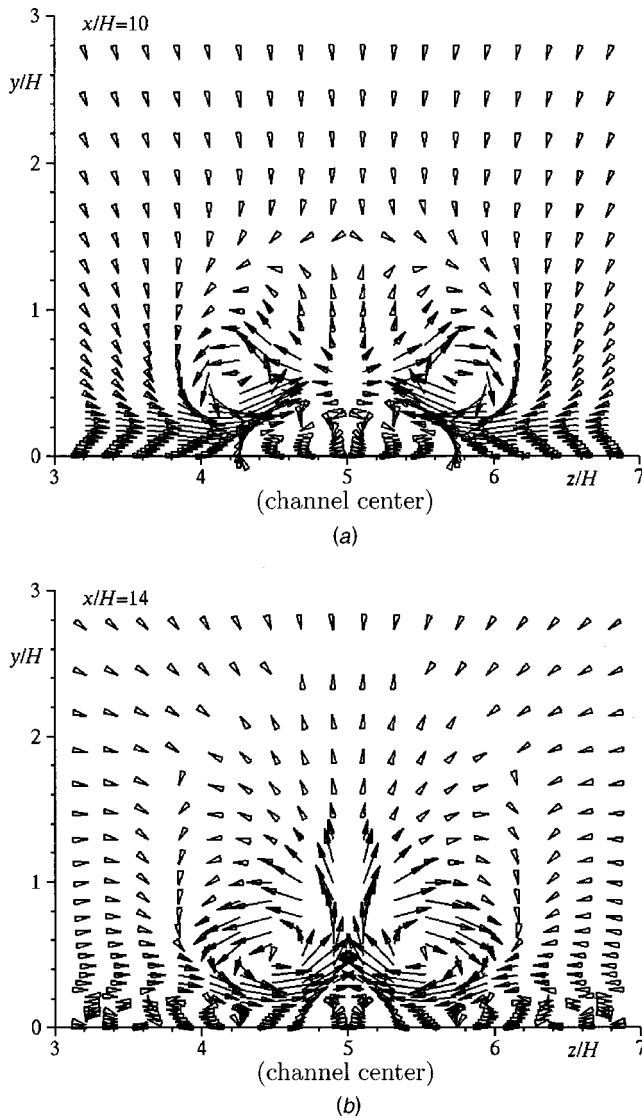 3
x/H=10
y/H
2
1
0
3 4 5 6 z/H 7
(channel center)
(a)
3
x/H=14
y/H
2
1
0
3 4 5 6 z/H 7
(channel center)
(b)